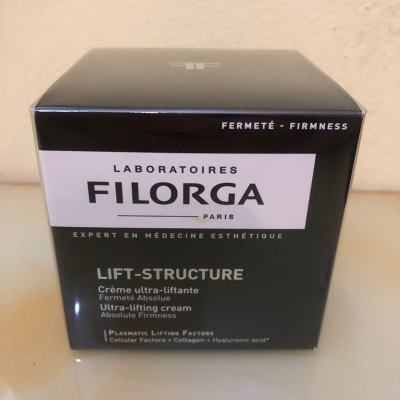 FERMETÉ - FIRMNESS
LABORATOIRES
FILORGA
PARIS
EXPERT EN MÉDECINE ESTHÉTIQUE
LIFT-STRUCTURE
Crème ultra-liftante
Fermeté Absolue
Ultra-lifting cream
Absolute Firmness
PLASMATIC LIFTING FACTORS
Cellular Factors + Collagen + Hyaluronic acid*